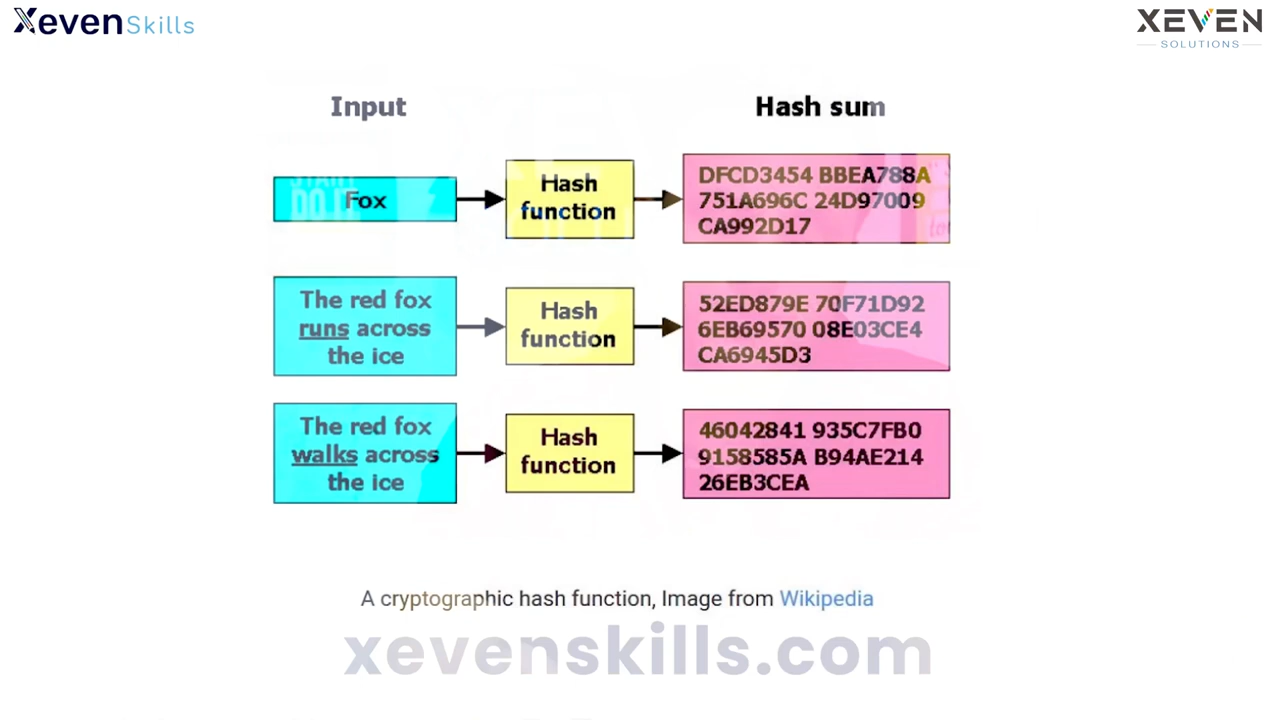 XevenSkills
XEVEN
SOLUTIONS
Input
Hash sum
Fox
Hash
function
DFCD3454 BBEA788A
751A696C 24D97009
CA992D17
The red fox
runs across
the ice
Hash
function
52ED879E 70F71D92
6EB69570 08E03CE4
CA6945D3
The red fox
walks across
the ice
Hash
function
46042841 935C7FB0
9158585A B94AE214
26EB3CEA
A cryptographic hash function, Image from Wikipedia
xevenskills.com